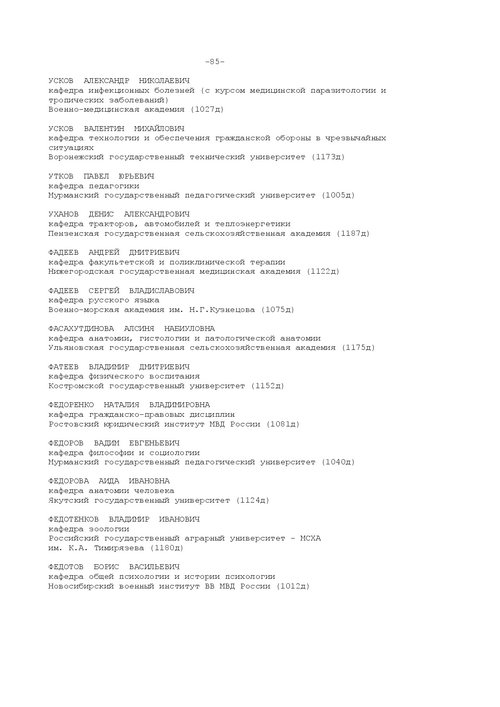 -85-
УСКОВ АЛЕКСАНДР НИКОЛАЕВИЧ
кафедра инфекционных болезней (с курсом медицинской паразитологии и
тропических заболеваний)
Военно-медицинская академия (1027д)
УСКОВ ВАЛЕНТИН МИХАЙЛОВИЧ
кафедра технологии и обеспечения гражданской обороны в чрезвычайных
ситуациях
Воронежский государственный технический университет (1173д)
УТКОВ ПАВЕЛ ЮРЬЕВИЧ
кафедра педагогики
Мурманский государственный педагогический университет (1005д)
УХАНОВ ДЕНИС АЛЕКСАНДРОВИЧ
кафедра тракторов, автомобилей и теплоэнергетики
Пензенская государственная сельскохозяйственная академия (1187д)
ФАДЕЕВ АНДРЕЙ ДМИТРИЕВИЧ
кафедра факультетской и поликлинической терапии
Нижегородская государственная медицинская академия (1122д)
ФАДЕЕВ СЕРГЕЙ ВЛАДИСЛАВОВИЧ
кафедра русского языка
Военно-морская академия им. Н.Г.Кузнецова (1075д)
ФАСАХУТДИНОВА АЛСИНЯ НАБИУЛОВНА
кафедра анатомии, гистологии и патологической анатомии
Ульяновская государственная сельскохозяйственная академия (1175д)
ФАТЕЕВ ВЛАДИМИР ДМИТРИЕВИЧ
кафедра физического воспитания
Костромской государственный университет (1152д)
ФЕДОРЕНКО НАТАЛИЯ ВЛАДИМИРОВНА
кафедра гражданско-правовых дисциплин
Ростовский юридический институт МВД России (1081д)
ФЕДОРОВ ВАДИМ ЕВГЕНЬЕВИЧ
кафедра философии и социологии
Мурманский государственный педагогический университет (1040д)
ФЕДОРОВА АИДА ИВАНОВНА
кафедра анатомии человека
Якутский государственный университет (1124д)
ФЕДОТЕНКОВ ВЛАДИМИР ИВАНОВИЧ
кафедра зоологии
Российский государственный аграрный университет - МСХА
им. К.А. Тимирязева (1180д)
ФЕДОТОВ БОРИС ВАСИЛЬЕВИЧ
кафедра общей психологии и истории психологии
Новосибирский военный институт ВВ МВД России (1012д)